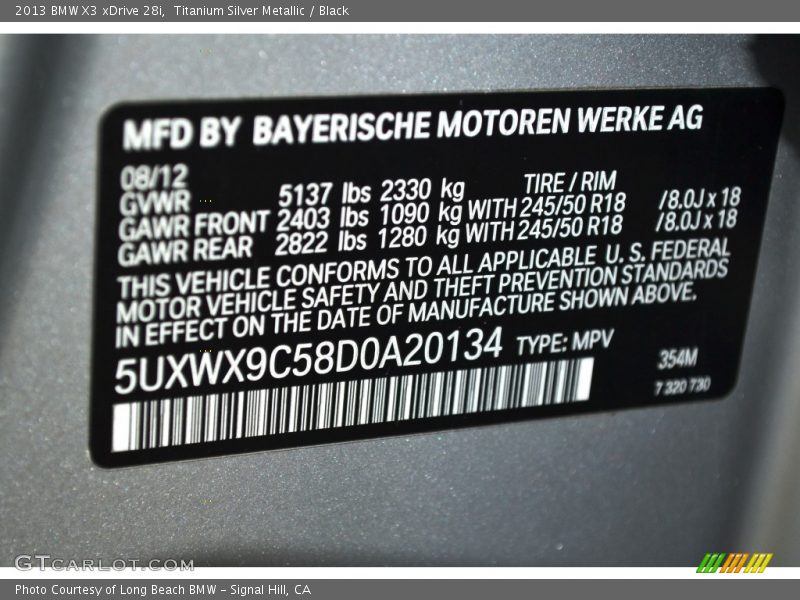 2013 BMW X3 xDrive 28i, Titanium Silver Metallic / Black
MFD BY BAYERISCHE MOTOREN WERKE AG
08/12 TIRE / RIM
GVWR 5137 lbs 2330 kg
GAWR FRONT 2403 lbs 1090 kg WITH 245/50 R18 /8.0J x 18
GAWR REAR 2822 lbs 1280 kg WITH 245/50 R18 /8.0J x 18
THIS VEHICLE CONFORMS TO ALL APPLICABLE U. S. FEDERAL
MOTOR VEHICLE SAFETY AND THEFT PREVENTION STANDARDS
IN EFFECT ON THE DATE OF MANUFACTURE SHOWN ABOVE.
5UXWX9C58D0A20134 TYPE: MPV
354M
7 320 730
GTCARLOT.COM
Photo Courtesy of Long Beach BMW - Signal Hill, CA